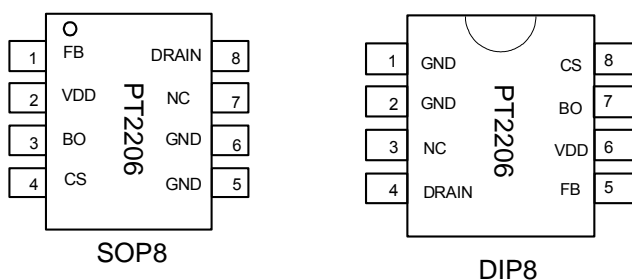 1 FB DRAIN 8
2 VDD NC 7
3 BO GND 6
4 CS GND 5
PT2206
SOP8
1 GND CS 8
2 GND BO 7
3 NC VDD 6
4 DRAIN FB 5
PT2206
DIP8